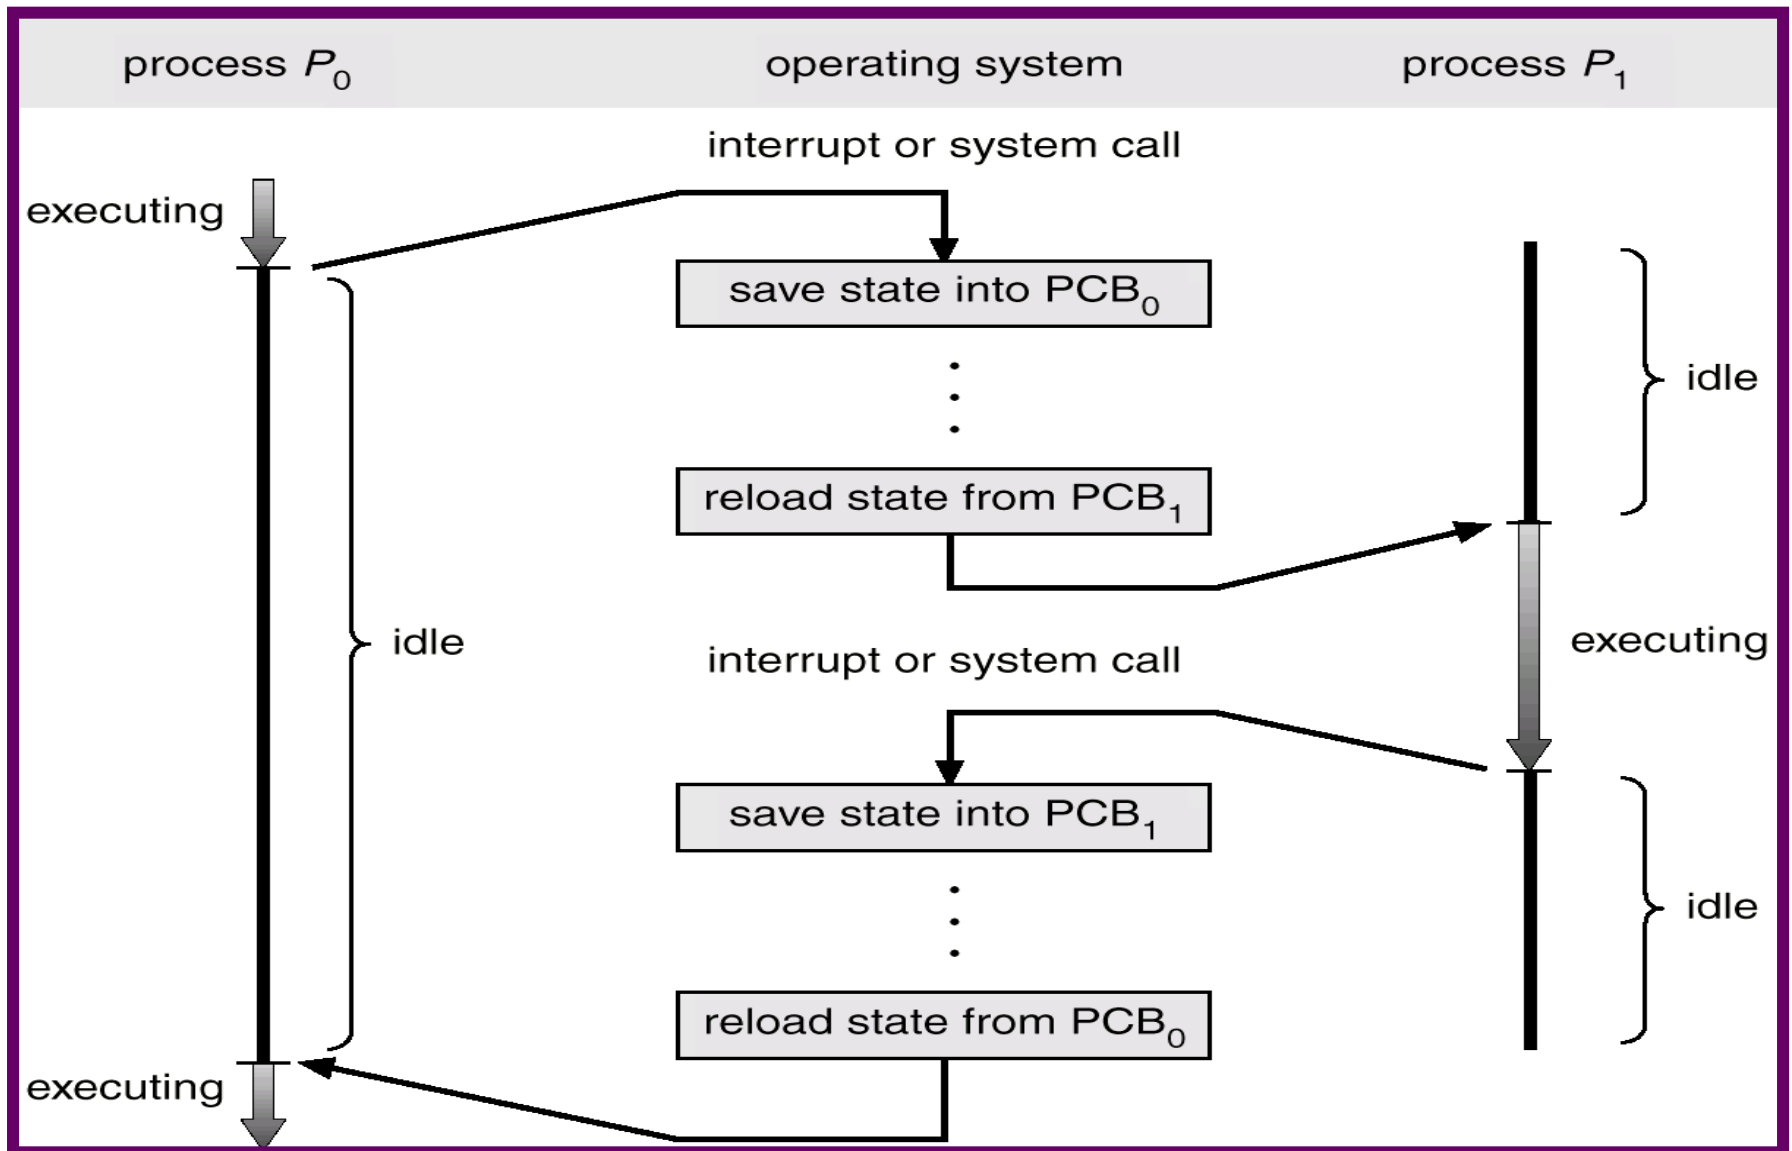 process P0 operating system process P1
interrupt or system call
executing
save state into PCB0
idle
reload state from PCB1
idle
interrupt or system call
executing
save state into PCB1
idle
reload state from PCB0
executing